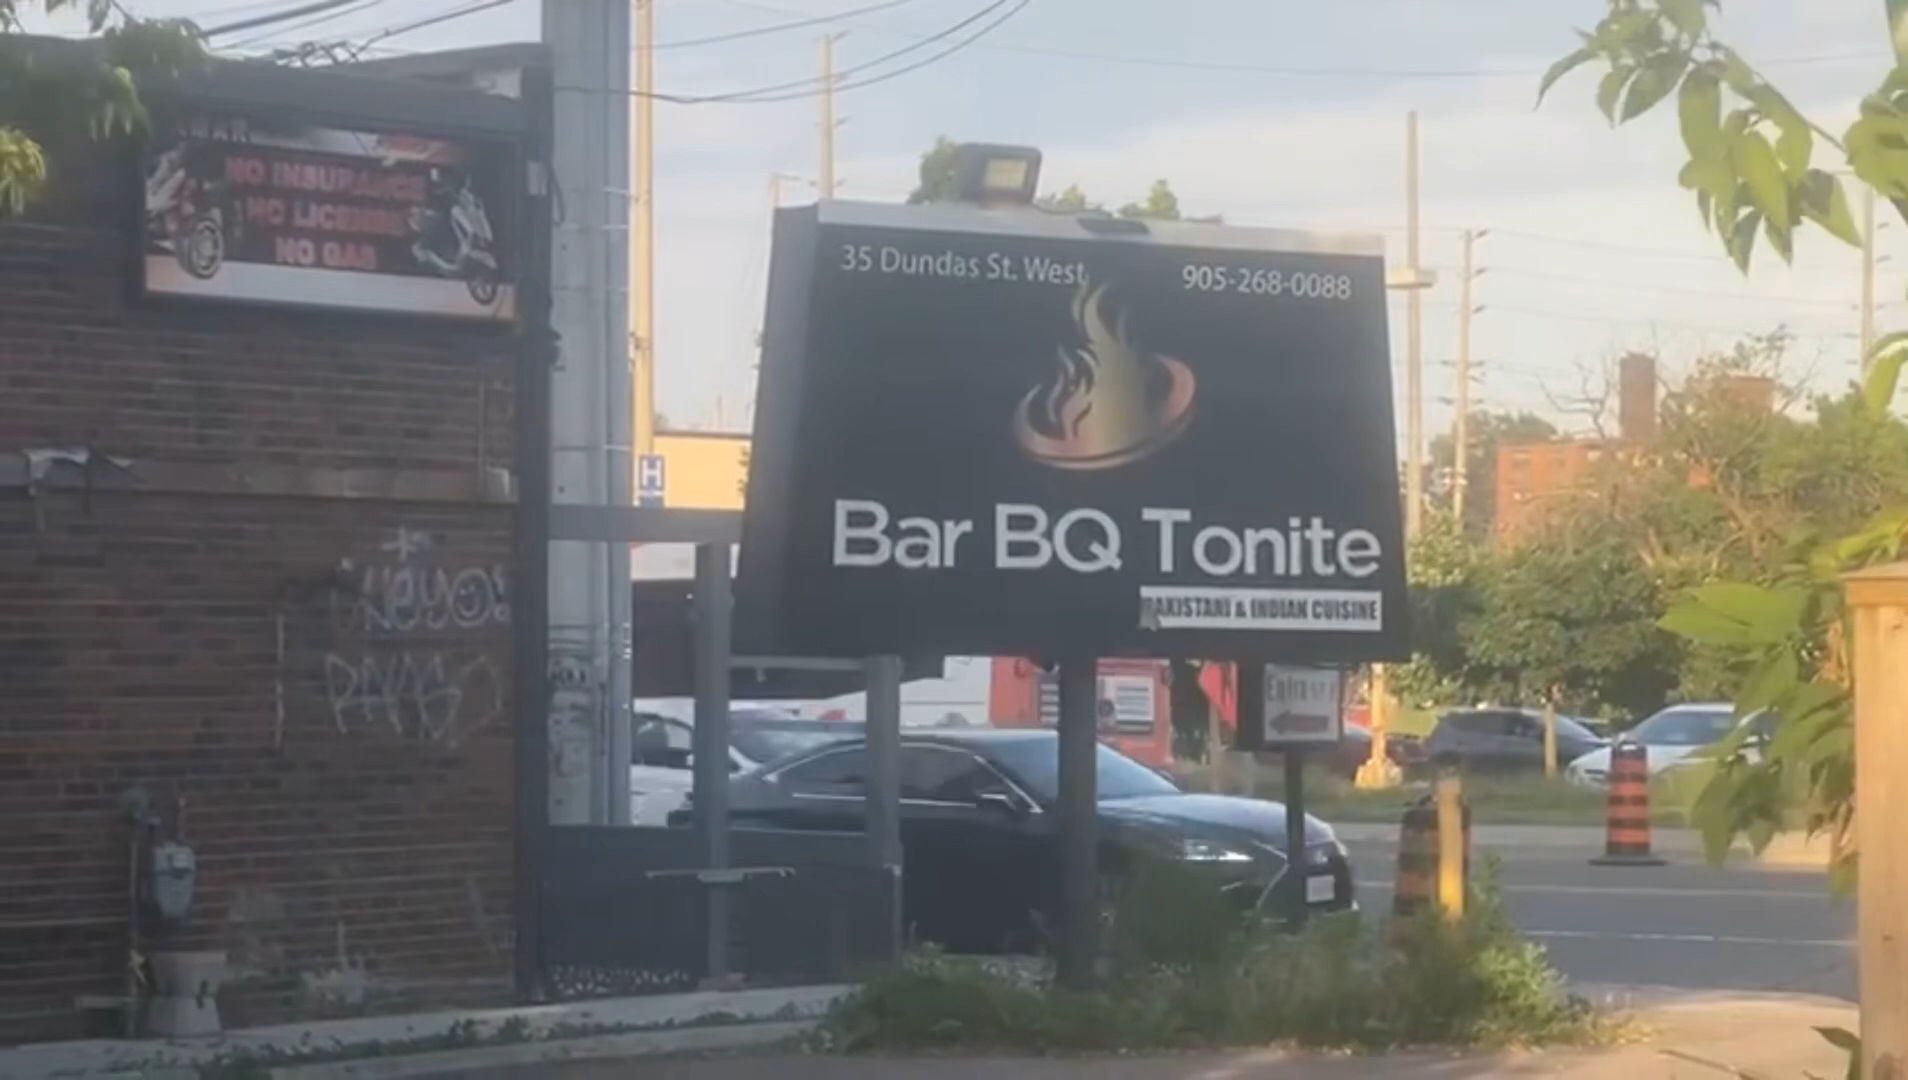 NO INSURANCE
NO LICENSE
NO GAS
35 Dundas St. West
905-268-0088
H
Bar BQ Tonite
PAKISTANI & INDIAN CUISINE
Entrance